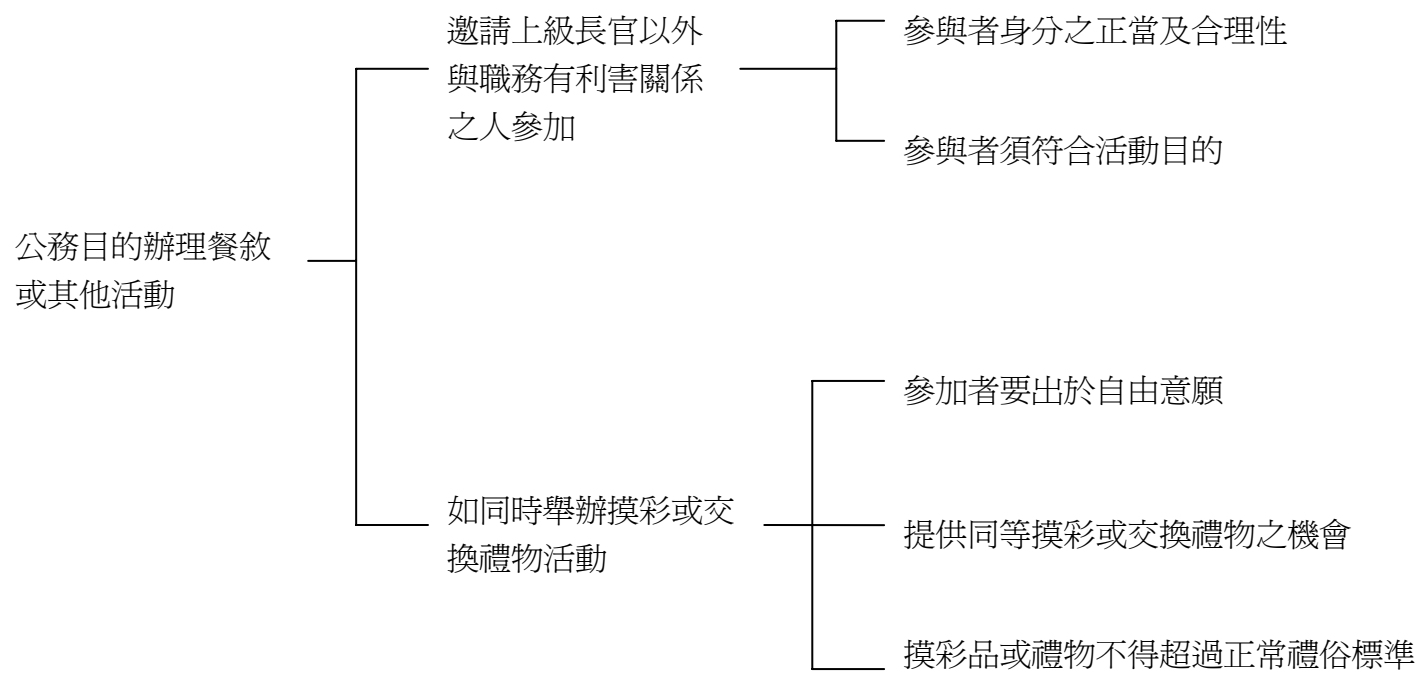 邀請上級長官以外
與職務有利害關係
之人參加
參與者身分之正當及合理性
參與者須符合活動目的
公務目的辦理餐敘
或其他活動
參加者要出於自由意願
如同時舉辦摸彩或交
換禮物活動
提供同等摸彩或交換禮物之機會
摸彩品或禮物不得超過正常禮俗標準